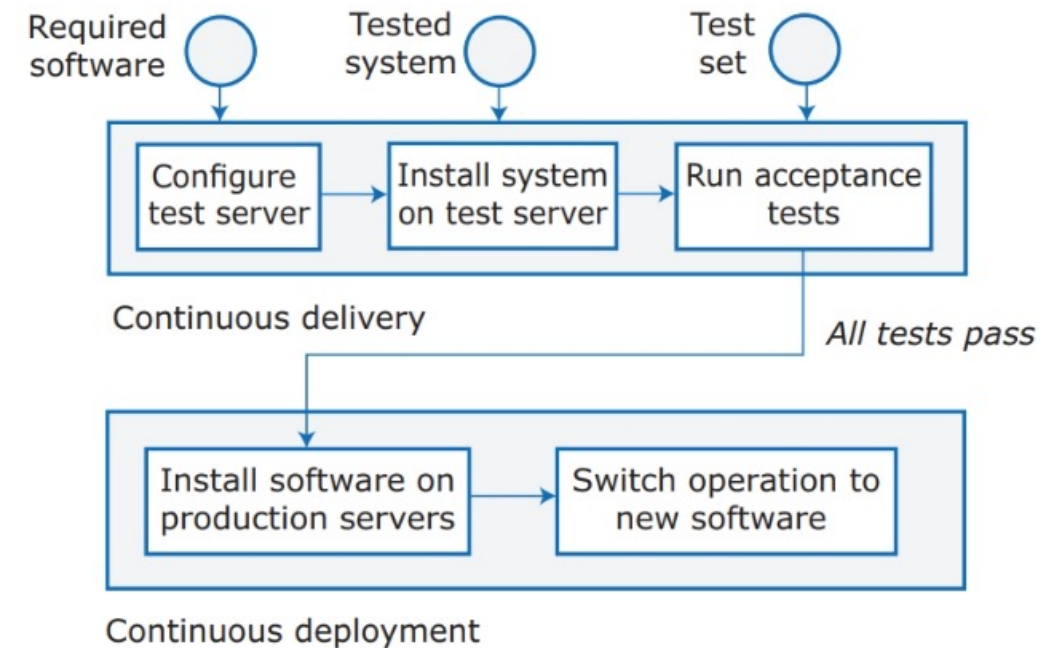 Required
software
Tested
system
Test
set
Configure
test server
Install system
on test server
Run acceptance
tests
Continuous delivery
All tests pass
Install software on
production servers
Switch operation to
new software
Continuous deployment